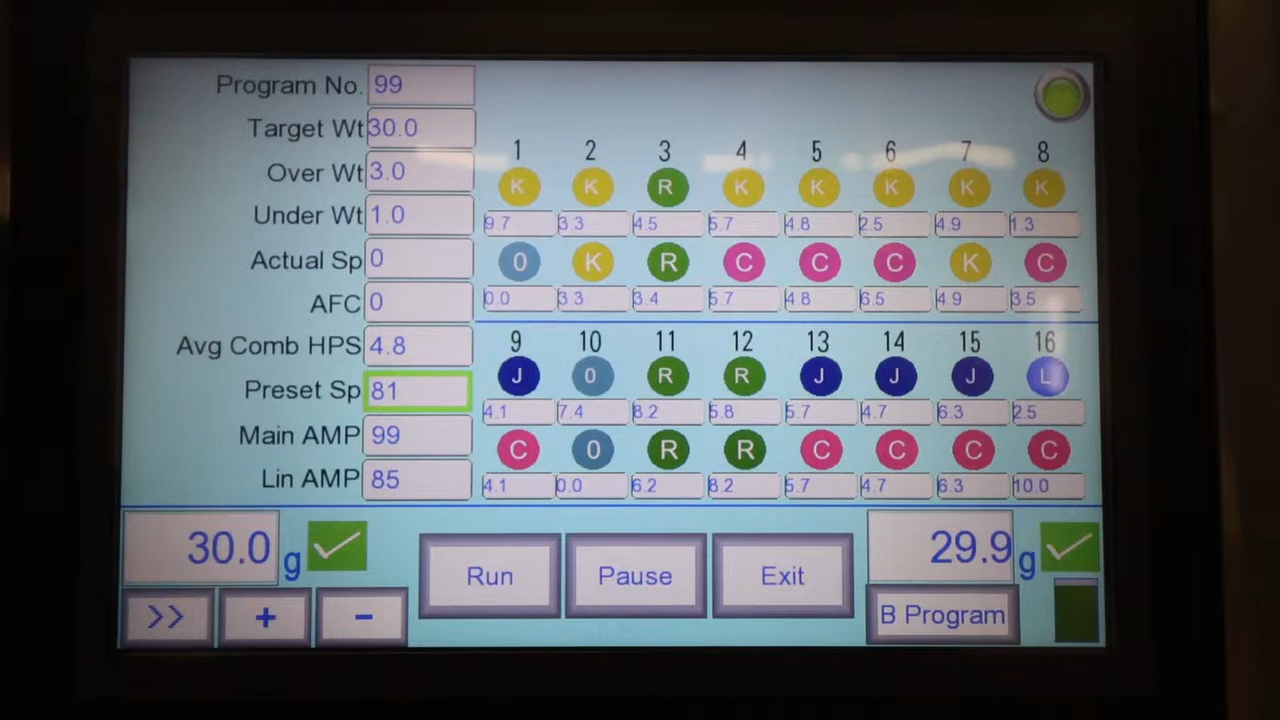 Program No. 99
Target Wt 30.0
Over Wt 3.0
Under Wt 1.0
Actual Sp 0
AFC 0
Avg Comb HPS 4.8
Preset Sp 81
Main AMP 99
Lin AMP 85
1 2 3 4 5 6 7 8
K K R K K K K K
9.7 3.3 4.5 5.7 4.8 2.5 4.9 1.3
0 K R C C C K C
0.0 3.3 3.4 5.7 4.8 6.5 4.9 3.5
9 10 11 12 13 14 15 16
J 0 R R J J J L
4.1 7.4 8.2 5.8 5.7 4.7 6.3 2.5
C 0 R R C C C C
4.1 0.0 6.2 8.2 5.7 4.7 6.3 10.0
30.0 g
29.9 g
Run Pause Exit
>> + -
B Program